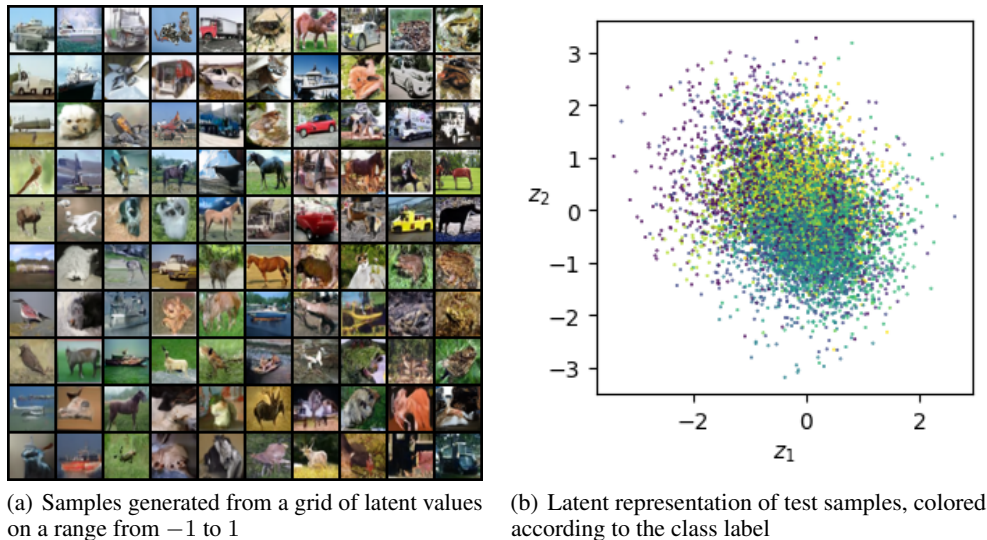 3
2
1
0
−1
−2
−3
z2
−2
0
2
z1
(a) Samples generated from a grid of latent values
on a range from −1 to 1
(b) Latent representation of test samples, colored
according to the class label